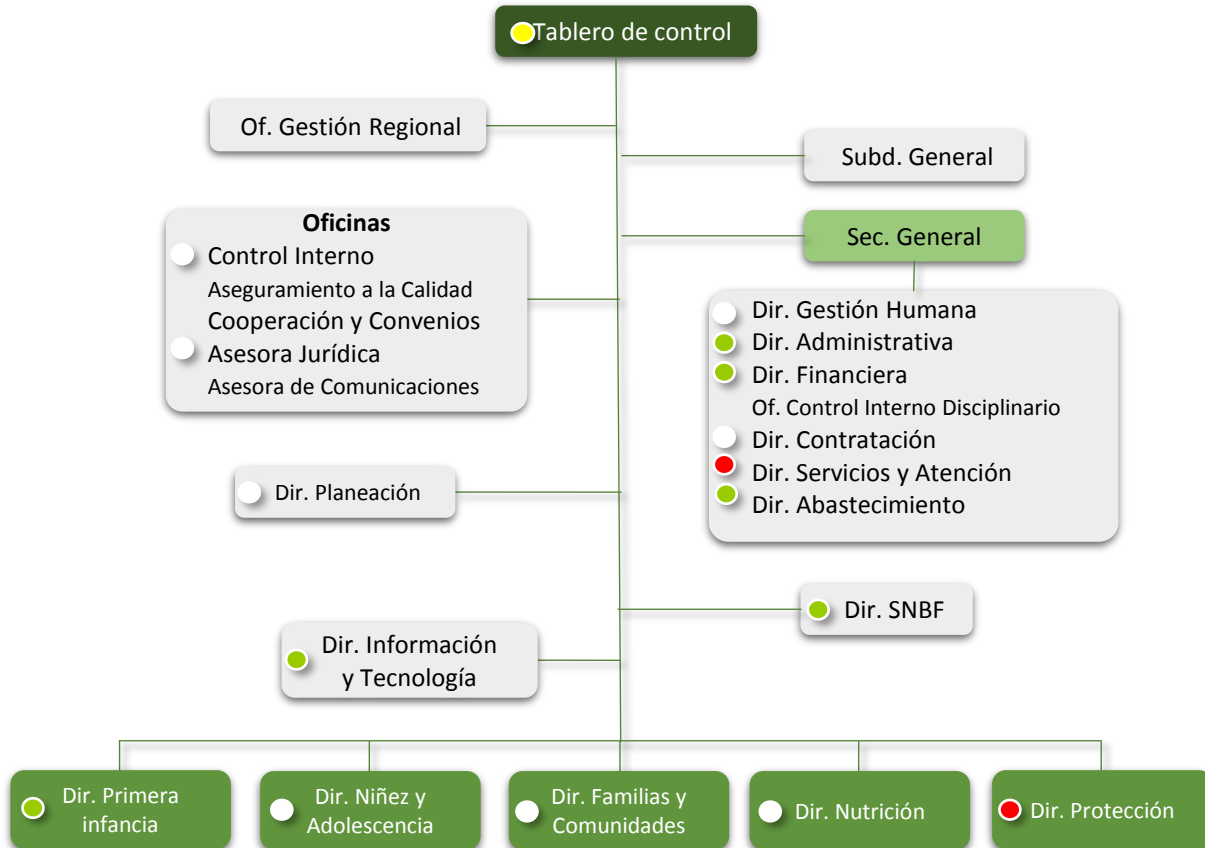 Tablero de control
Of. Gestión Regional
Subd. General
Oficinas
Control Interno
Aseguramiento a la Calidad
Cooperación y Convenios
Asesora Jurídica
Asesora de Comunicaciones
Sec. General
Dir. Gestión Humana
Dir. Administrativa
Dir. Financiera
Of. Control Interno Disciplinario
Dir. Contratación
Dir. Servicios y Atención
Dir. Abastecimiento
Dir. Planeación
Dir. SNBF
Dir. Información
y Tecnología
Dir. Primera
infancia
Dir. Niñez y
Adolescencia
Dir. Familias y
Comunidades
Dir. Nutrición
Dir. Protección